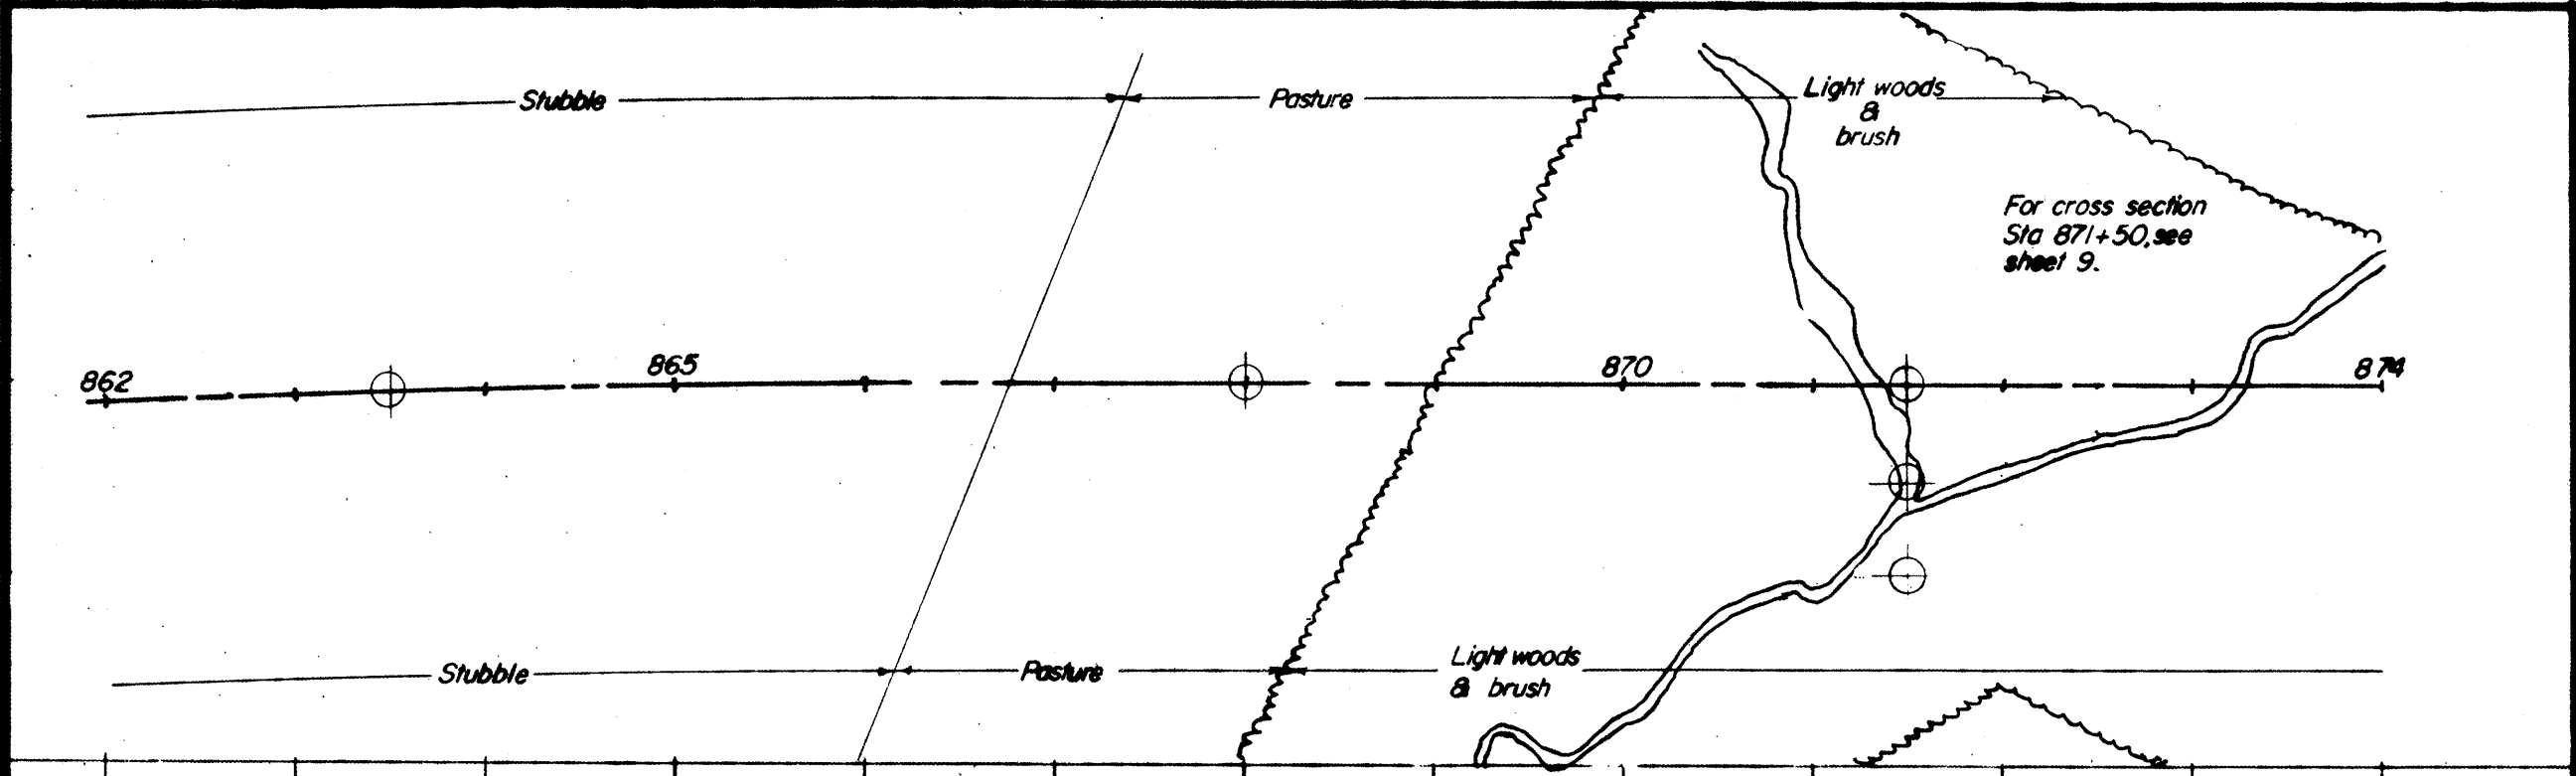 Stubble
Pasture
Light woods
&
brush
For cross section
Sta 871+50, see
sheet 9.
862
865
870
874
Stubble
Pasture
Light woods
& brush